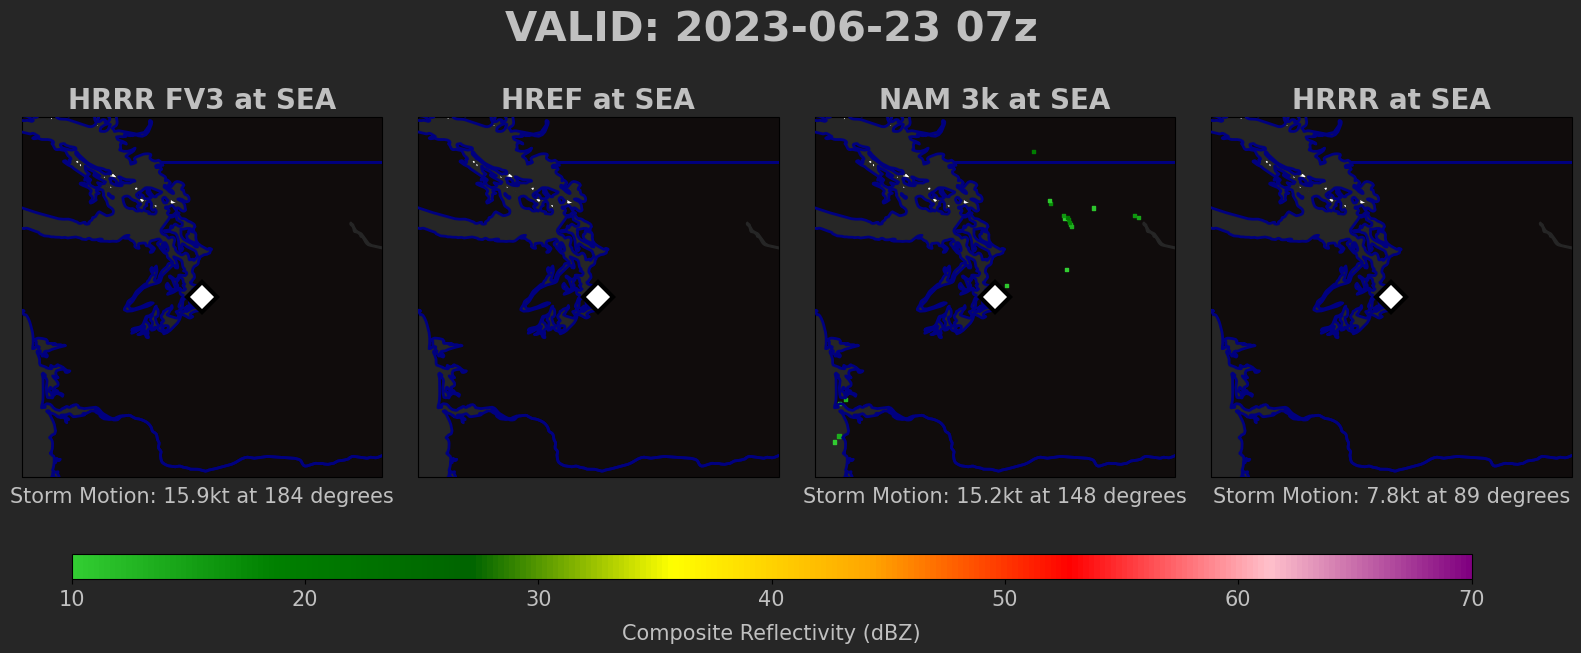 VALID: 2023-06-23 07z
HRRR FV3 at SEA
HREF at SEA
NAM 3k at SEA
HRRR at SEA
Storm Motion: 15.9kt at 184 degrees
Storm Motion: 15.2kt at 148 degrees
Storm Motion: 7.8kt at 89 degrees
10 20 30 40 50 60 70
Composite Reflectivity (dBZ)